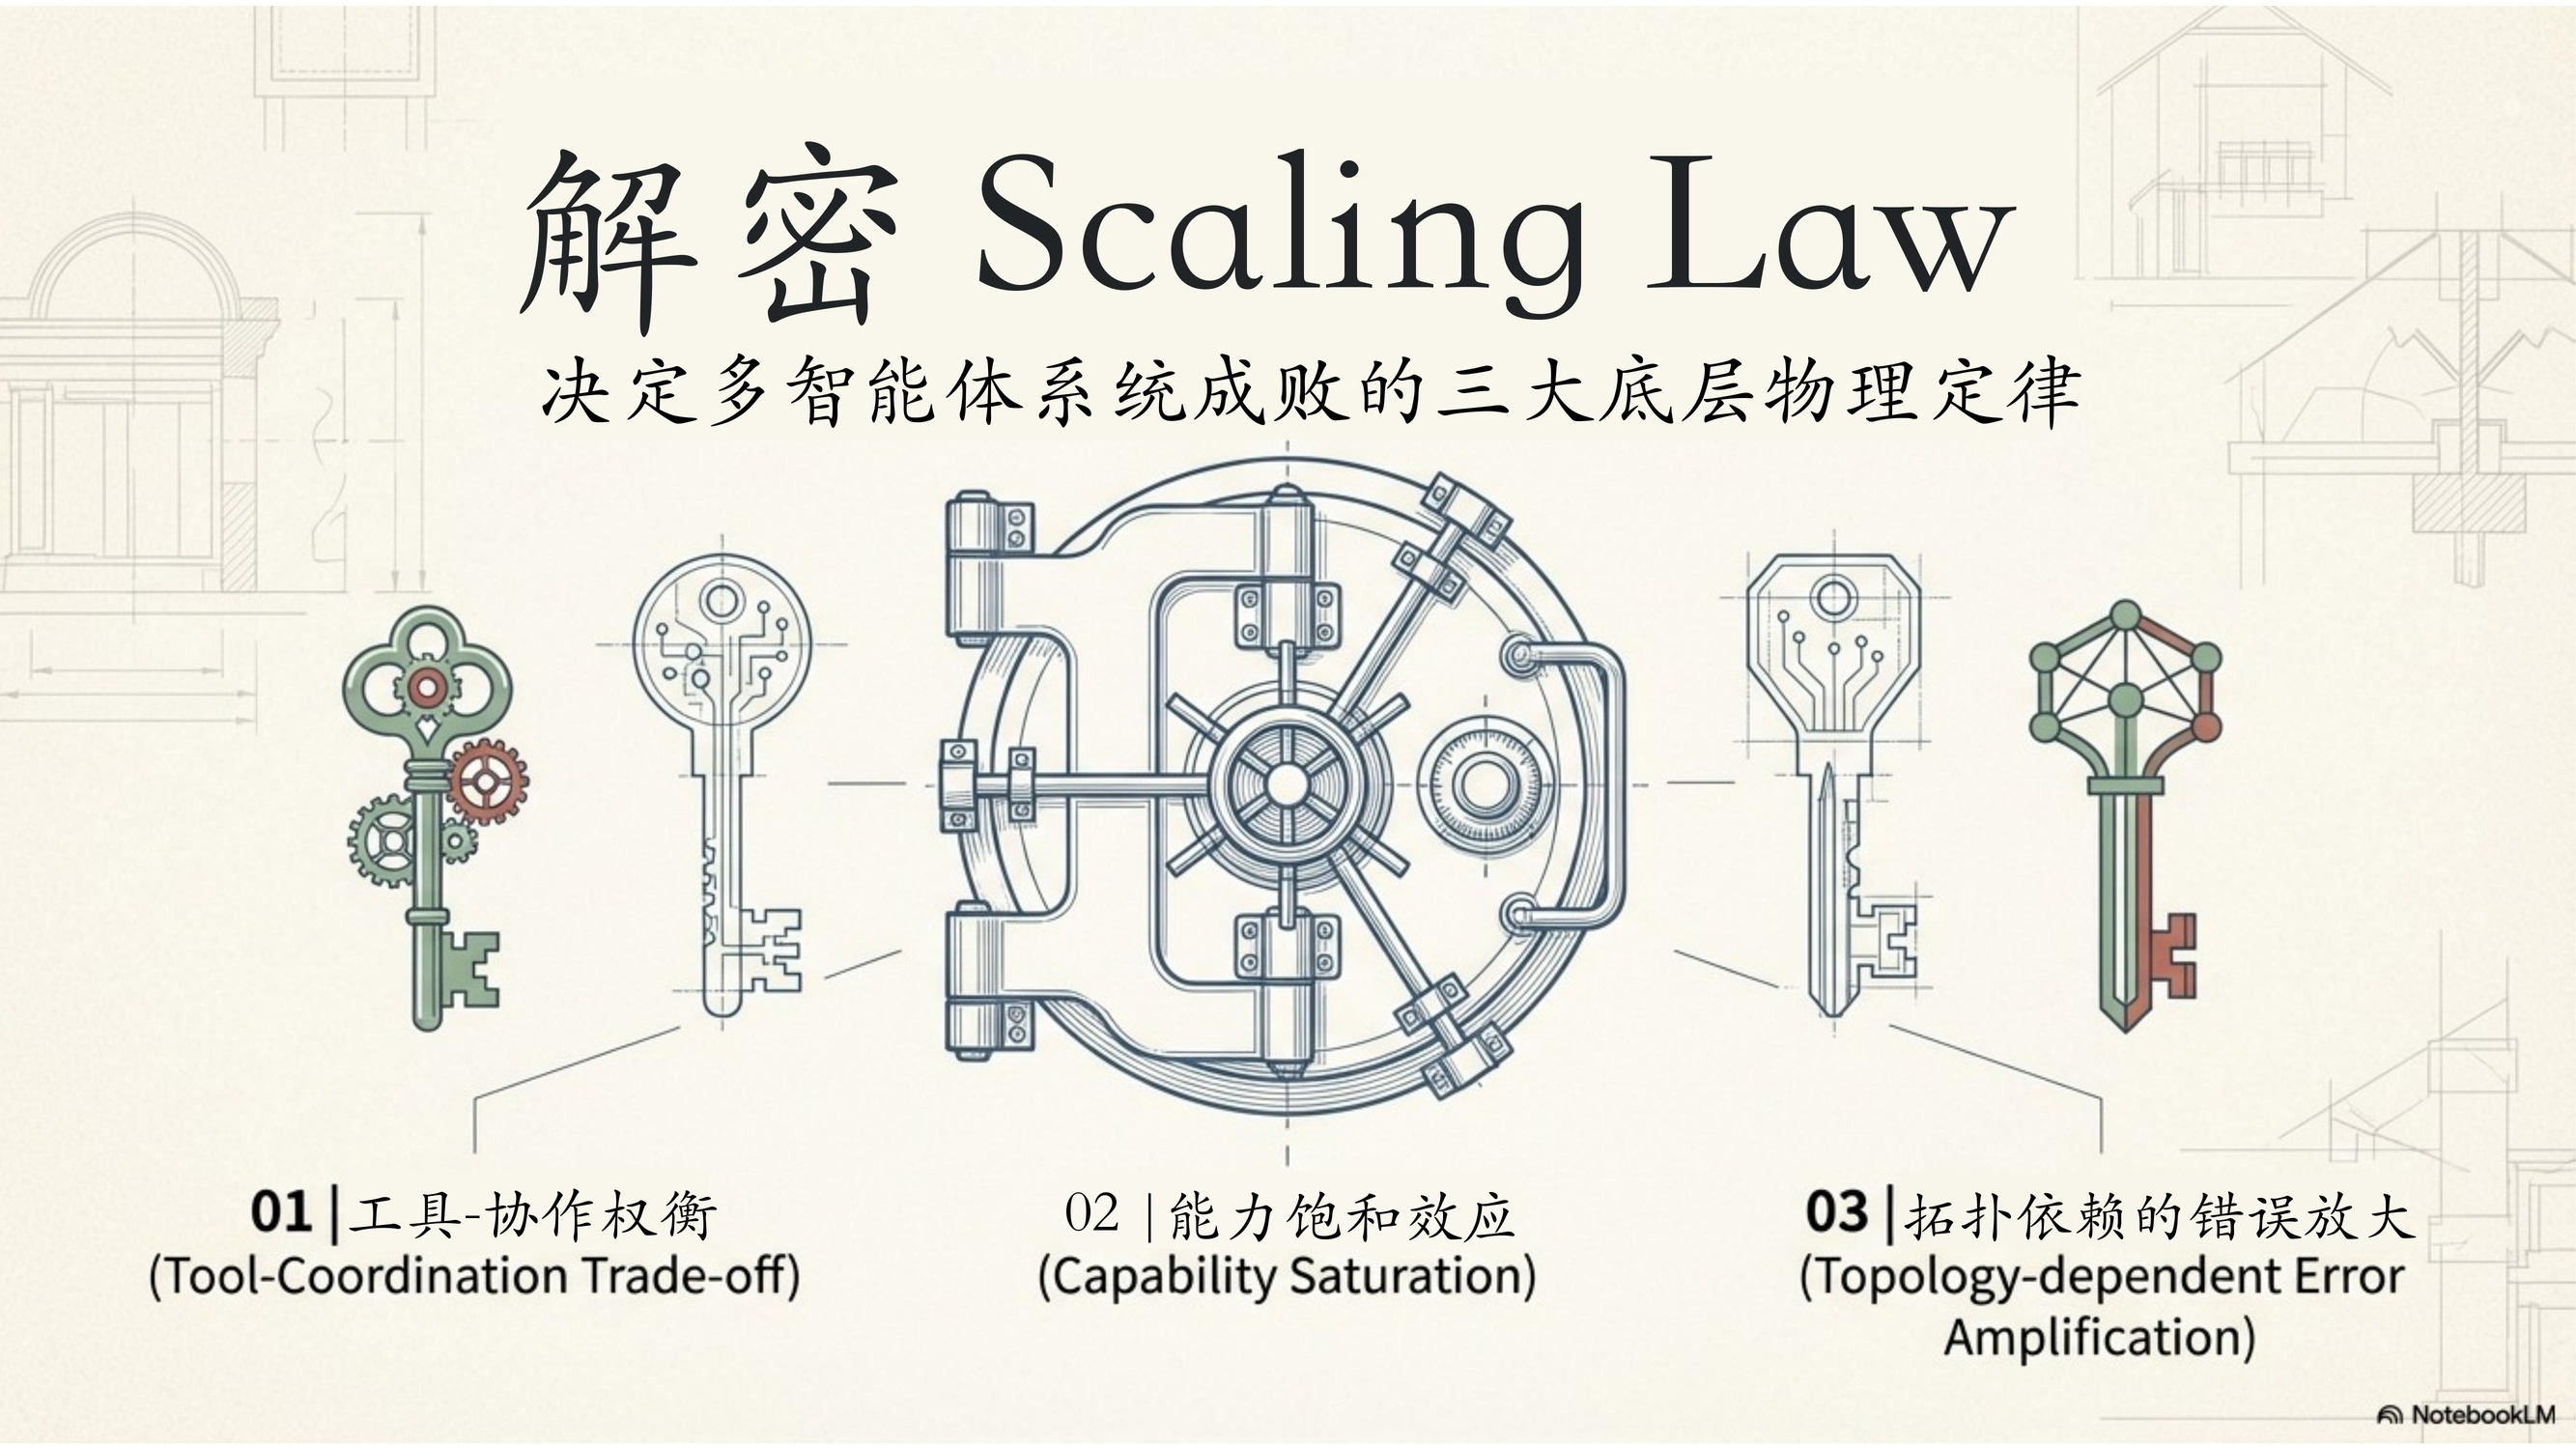 解密 Scaling Law
决定多智能体系统成败的三大底层物理定律
01 | 工具-协作权衡
(Tool-Coordination Trade-off)
02 | 能力饱和效应
(Capability Saturation)
03 | 拓扑依赖的错误放大
(Topology-dependent Error
Amplification)
NotebookLM